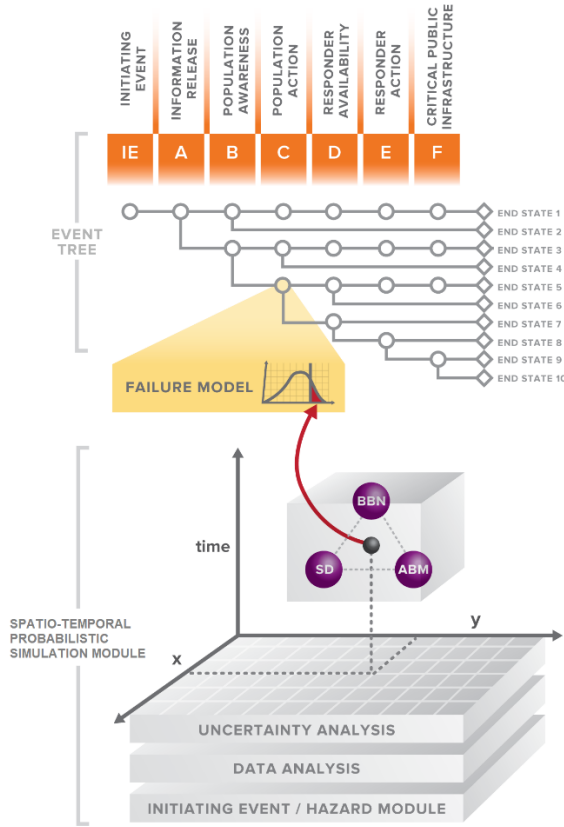 INITIATING
EVENT
INFORMATION
RELEASE
POPULATION
AWARENESS
POPULATION
ACTION
RESPONDER
AVAILABILITY
RESPONDER
ACTION
CRITICAL PUBLIC
INFRASTRUCTURE
IE A B C D E F
EVENT
TREE
END STATE 1
END STATE 2
END STATE 3
END STATE 4
END STATE 5
END STATE 6
END STATE 7
END STATE 8
END STATE 9
END STATE 10
FAILURE MODEL
BBN
SD
ABM
time
y
x
SPATIO-TEMPORAL
PROBABILISTIC
SIMULATION MODULE
UNCERTAINTY ANALYSIS
DATA ANALYSIS
INITIATING EVENT / HAZARD MODULE